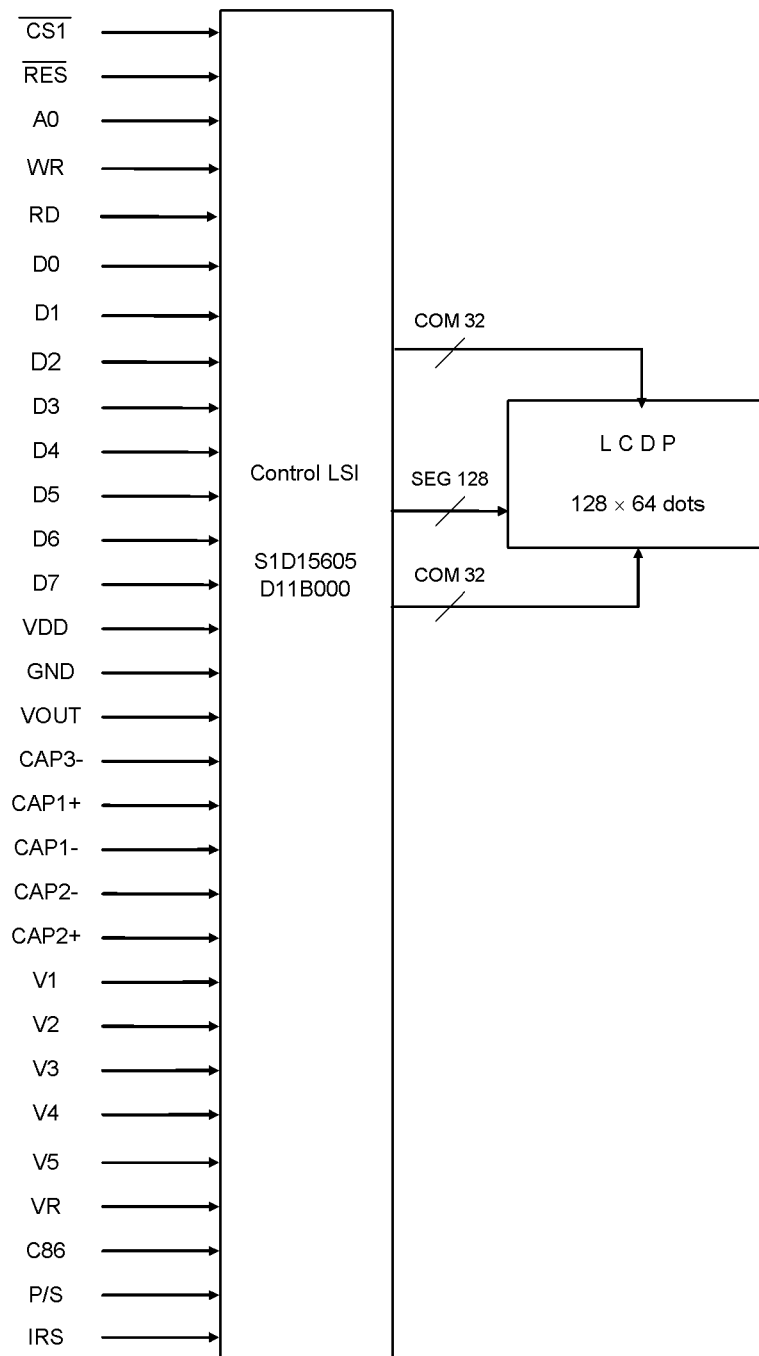 C̅S̅1̅
R̅E̅S̅
A0
WR
RD
D0
D1
D2
D3
D4
D5
D6
D7
VDD
GND
VOUT
CAP3-
CAP1+
CAP1-
CAP2-
CAP2+
V1
V2
V3
V4
V5
VR
C86
P/S
IRS
Control LSI
S1D15605
D11B000
COM 32
SEG 128
COM 32
L C D P
128 × 64 dots